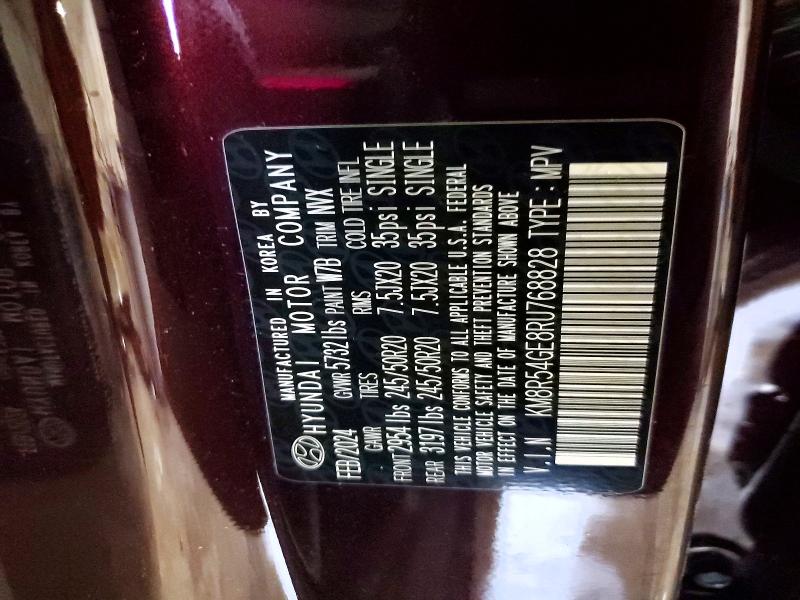 MANUFACTURED IN KOREA BY
HYUNDAI MOTOR COMPANY
FEB/2024 GVWR 5732 lbs PAINT W7B TRIM NVX
GAWR TIRES RMS COLD TIRE INFL
FRONT 2954 lbs 245/50R20 7.5JX20 35psi SINGLE
REAR 3197 lbs 245/50R20 7.5JX20 35psi SINGLE
THIS VEHICLE CONFORMS TO ALL APPLICABLE U.S.A. FEDERAL
MOTOR VEHICLE SAFETY AND THEFT PREVENTION STANDARDS
IN EFFECT ON THE DATE OF MANUFACTURE SHOWN ABOVE
V.I.N KM8R54GE8RU768828 TYPE : MPV